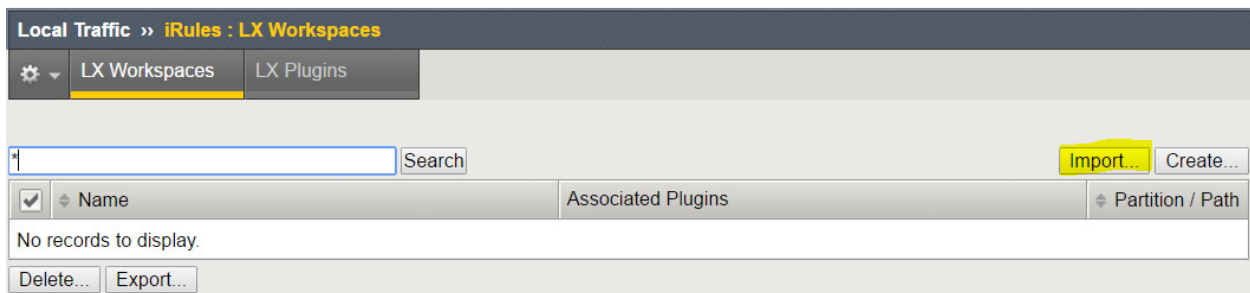 Local Traffic ›› iRules : LX Workspaces
LX Workspaces LX Plugins
* Search Import... Create...
Name Associated Plugins Partition / Path
No records to display.
Delete... Export...